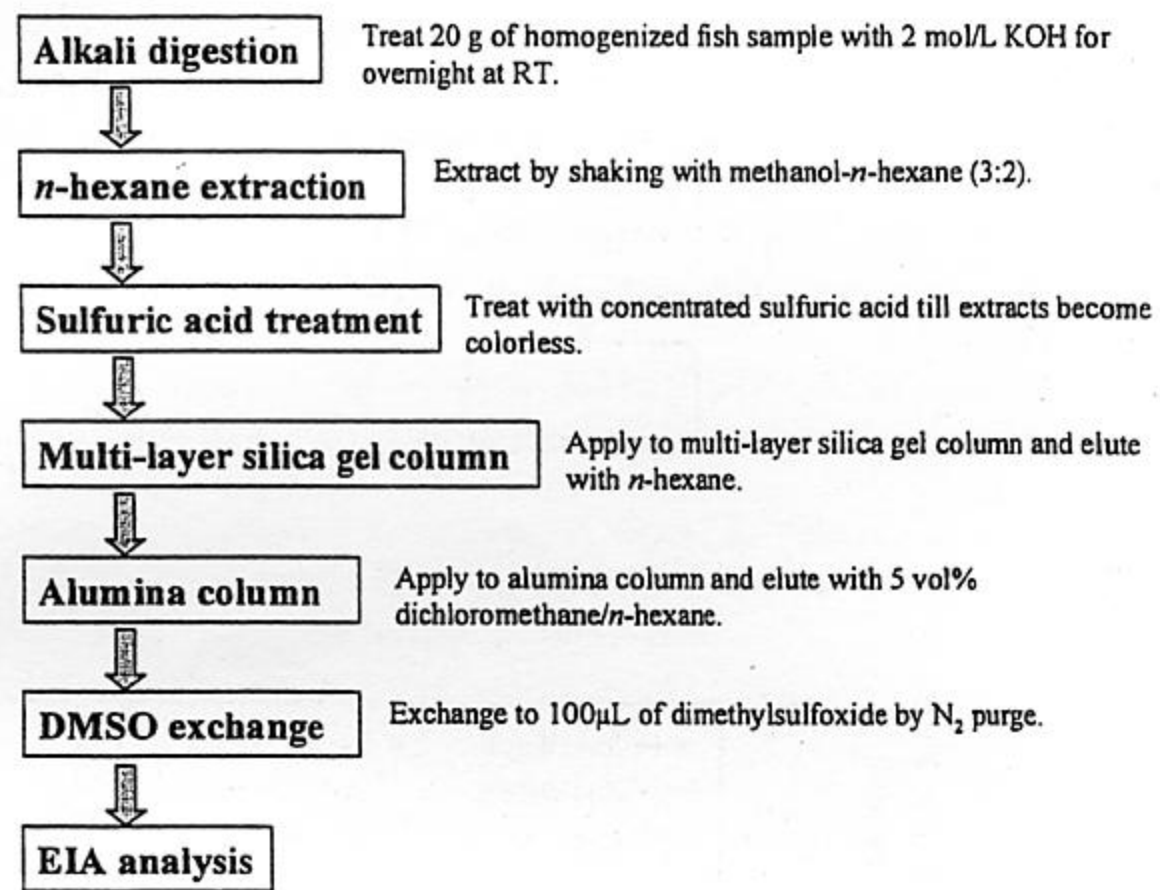 Alkali digestion
Treat 20 g of homogenized fish sample with 2 mol/L KOH for
overnight at RT.
n-hexane extraction
Extract by shaking with methanol-n-hexane (3:2).
Sulfuric acid treatment
Treat with concentrated sulfuric acid till extracts become
colorless.
Multi-layer silica gel column
Apply to multi-layer silica gel column and elute
with n-hexane.
Alumina column
Apply to alumina column and elute with 5 vol%
dichloromethane/n-hexane.
DMSO exchange
Exchange to 100μL of dimethylsulfoxide by N₂ purge.
EIA analysis